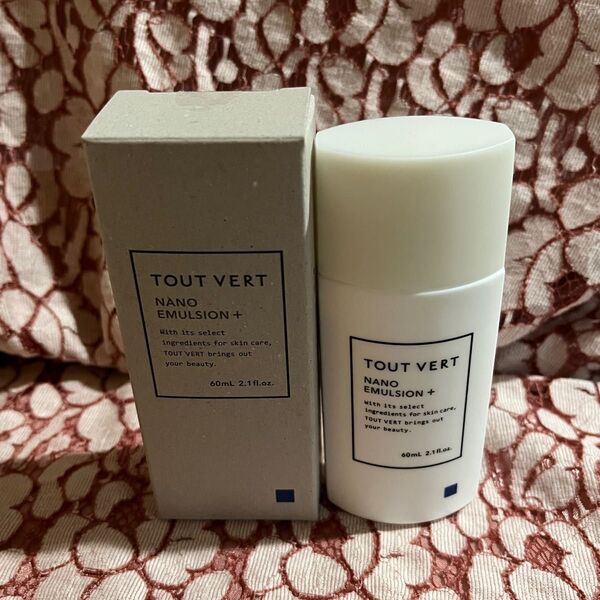 TOUT VERT
NANO
EMULSION +
With its select
ingredients for skin care,
TOUT VERT brings out
your beauty.
60mL 2.1fl.oz.
TOUT VERT
NANO
EMULSION +
With its select
ingredients for skin care,
TOUT VERT brings out
your beauty.
60mL 2.1fl.oz.